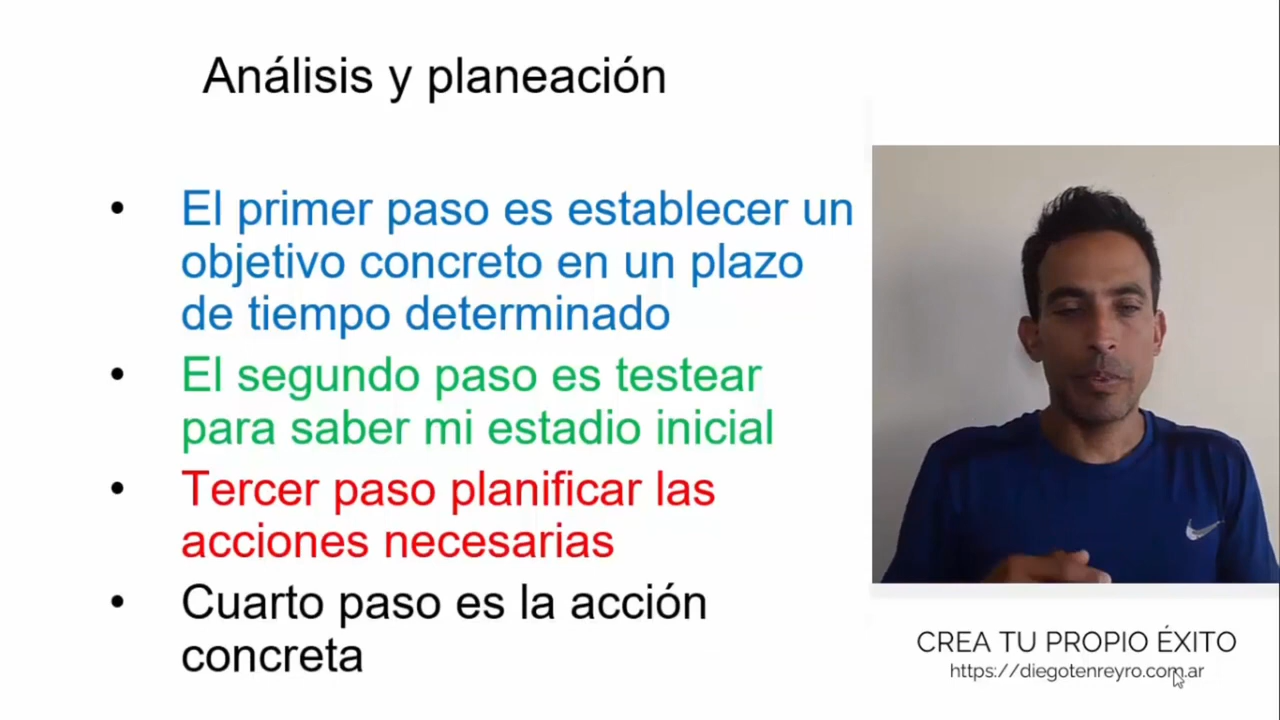 Análisis y planeación
El primer paso es establecer un
objetivo concreto en un plazo
de tiempo determinado
El segundo paso es testear
para saber mi estadio inicial
Tercer paso planificar las
acciones necesarias
Cuarto paso es la acción
concreta
CREA TU PROPIO ÉXITO
https://diegotenreyro.com.ar